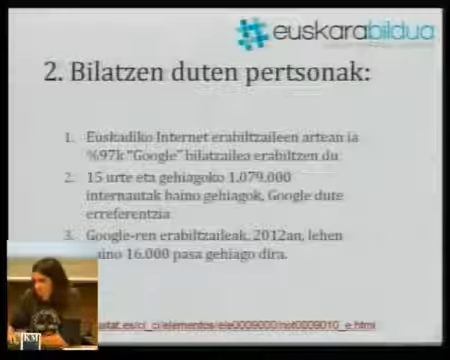 euskarabildua
2. Bilatzen duten pertsonak:
1. Euskadiko Internet erabiltzaileen artean ia
%97k "Google" bilatzailea erabiltzen du
2. 15 urte eta gehiagoko 1.079.000
internautak baino gehiagok, Google dute
erreferentzia
3. Google-ren erabiltzaileak, 2012an, lehen
16.000 pasa gehiago dira.